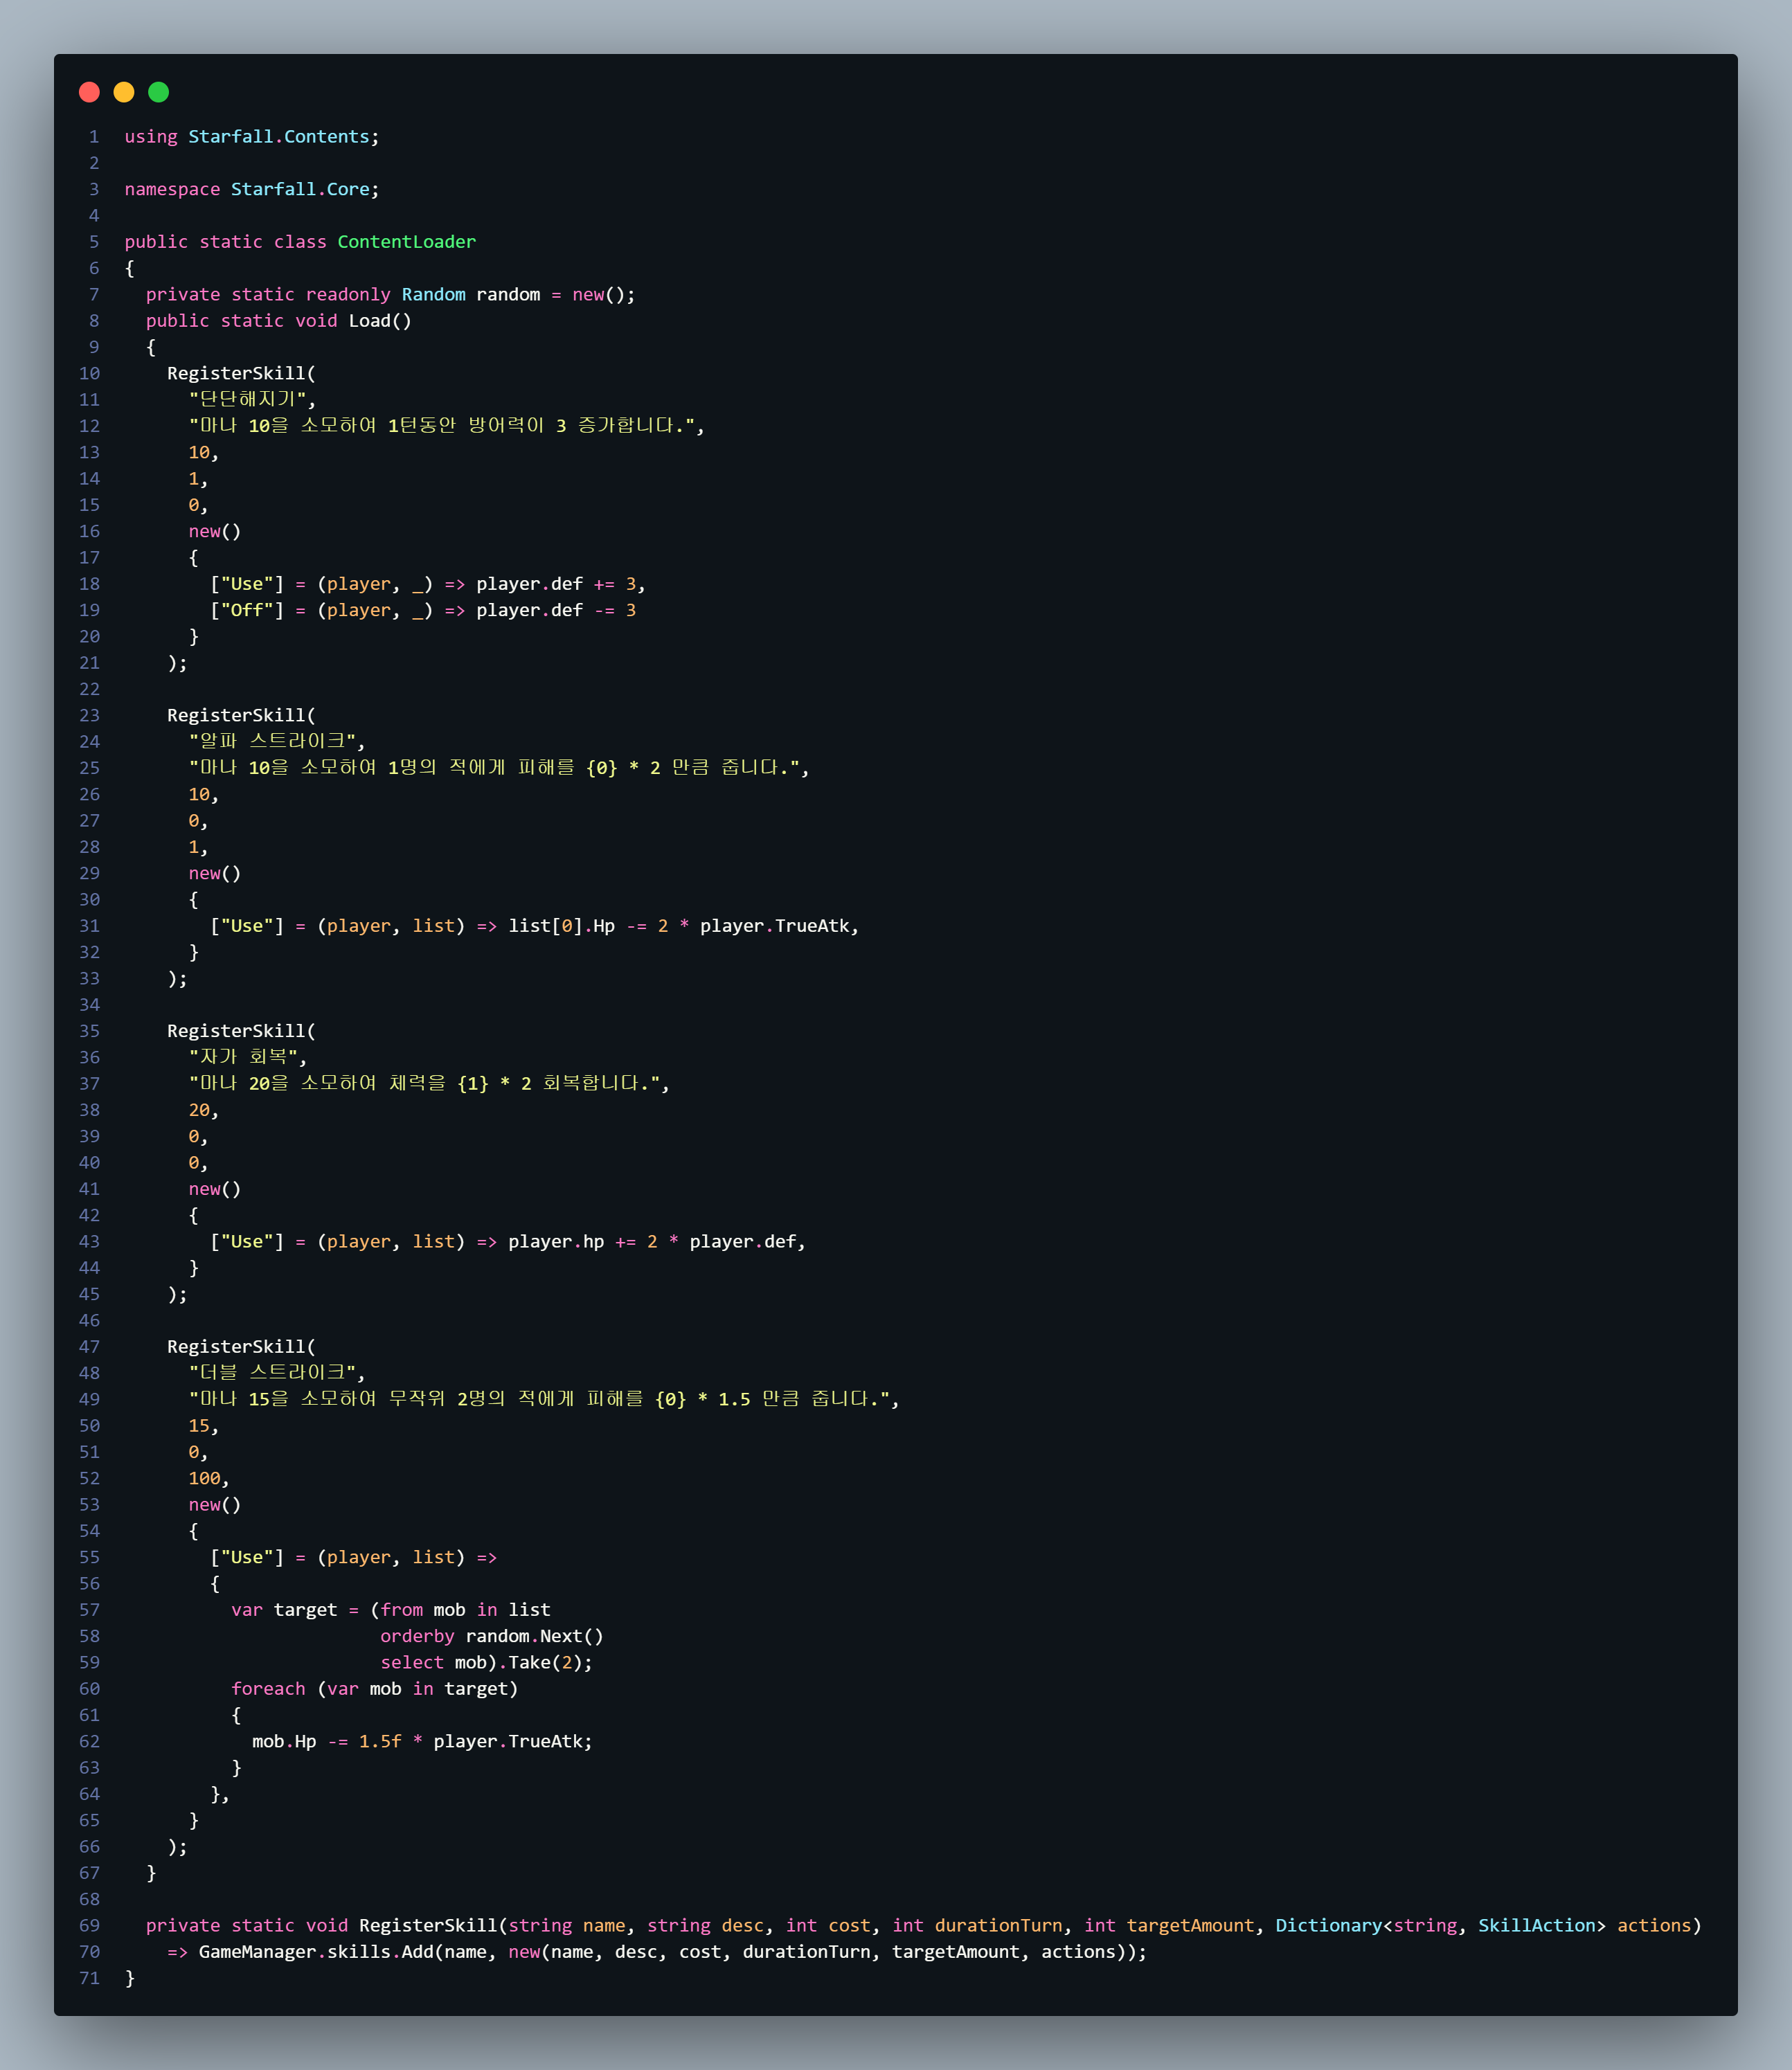 1 using Starfall.Contents;
2
3 namespace Starfall.Core;
4
5 public static class ContentLoader
6 {
7   private static readonly Random random = new();
8   public static void Load()
9   {
10     RegisterSkill(
11       "단단해지기",
12       "마나 10을 소모하여 1턴동안 방어력이 3 증가합니다.",
13       10,
14       1,
15       0,
16       new()
17       {
18         ["Use"] = (player, _) => player.def += 3,
19         ["Off"] = (player, _) => player.def -= 3
20       }
21     );
22
23     RegisterSkill(
24       "알파 스트라이크",
25       "마나 10을 소모하여 1명의 적에게 피해를 {0} * 2 만큼 줍니다.",
26       10,
27       0,
28       1,
29       new()
30       {
31         ["Use"] = (player, list) => list[0].Hp -= 2 * player.TrueAtk,
32       }
33     );
34
35     RegisterSkill(
36       "자가 회복",
37       "마나 20을 소모하여 체력을 {1} * 2 회복합니다.",
38       20,
39       0,
40       0,
41       new()
42       {
43         ["Use"] = (player, list) => player.hp += 2 * player.def,
44       }
45     );
46
47     RegisterSkill(
48       "더블 스트라이크",
49       "마나 15을 소모하여 무작위 2명의 적에게 피해를 {0} * 1.5 만큼 줍니다.",
50       15,
51       0,
52       100,
53       new()
54       {
55         ["Use"] = (player, list) =>
56         {
57           var target = (from mob in list
58                         orderby random.Next()
59                         select mob).Take(2);
60           foreach (var mob in target)
61           {
62             mob.Hp -= 1.5f * player.TrueAtk;
63           }
64         },
65       }
66     );
67   }
68
69   private static void RegisterSkill(string name, string desc, int cost, int durationTurn, int targetAmount, Dictionary<string, SkillAction> actions)
70     => GameManager.skills.Add(name, new(name, desc, cost, durationTurn, targetAmount, actions));
71 }